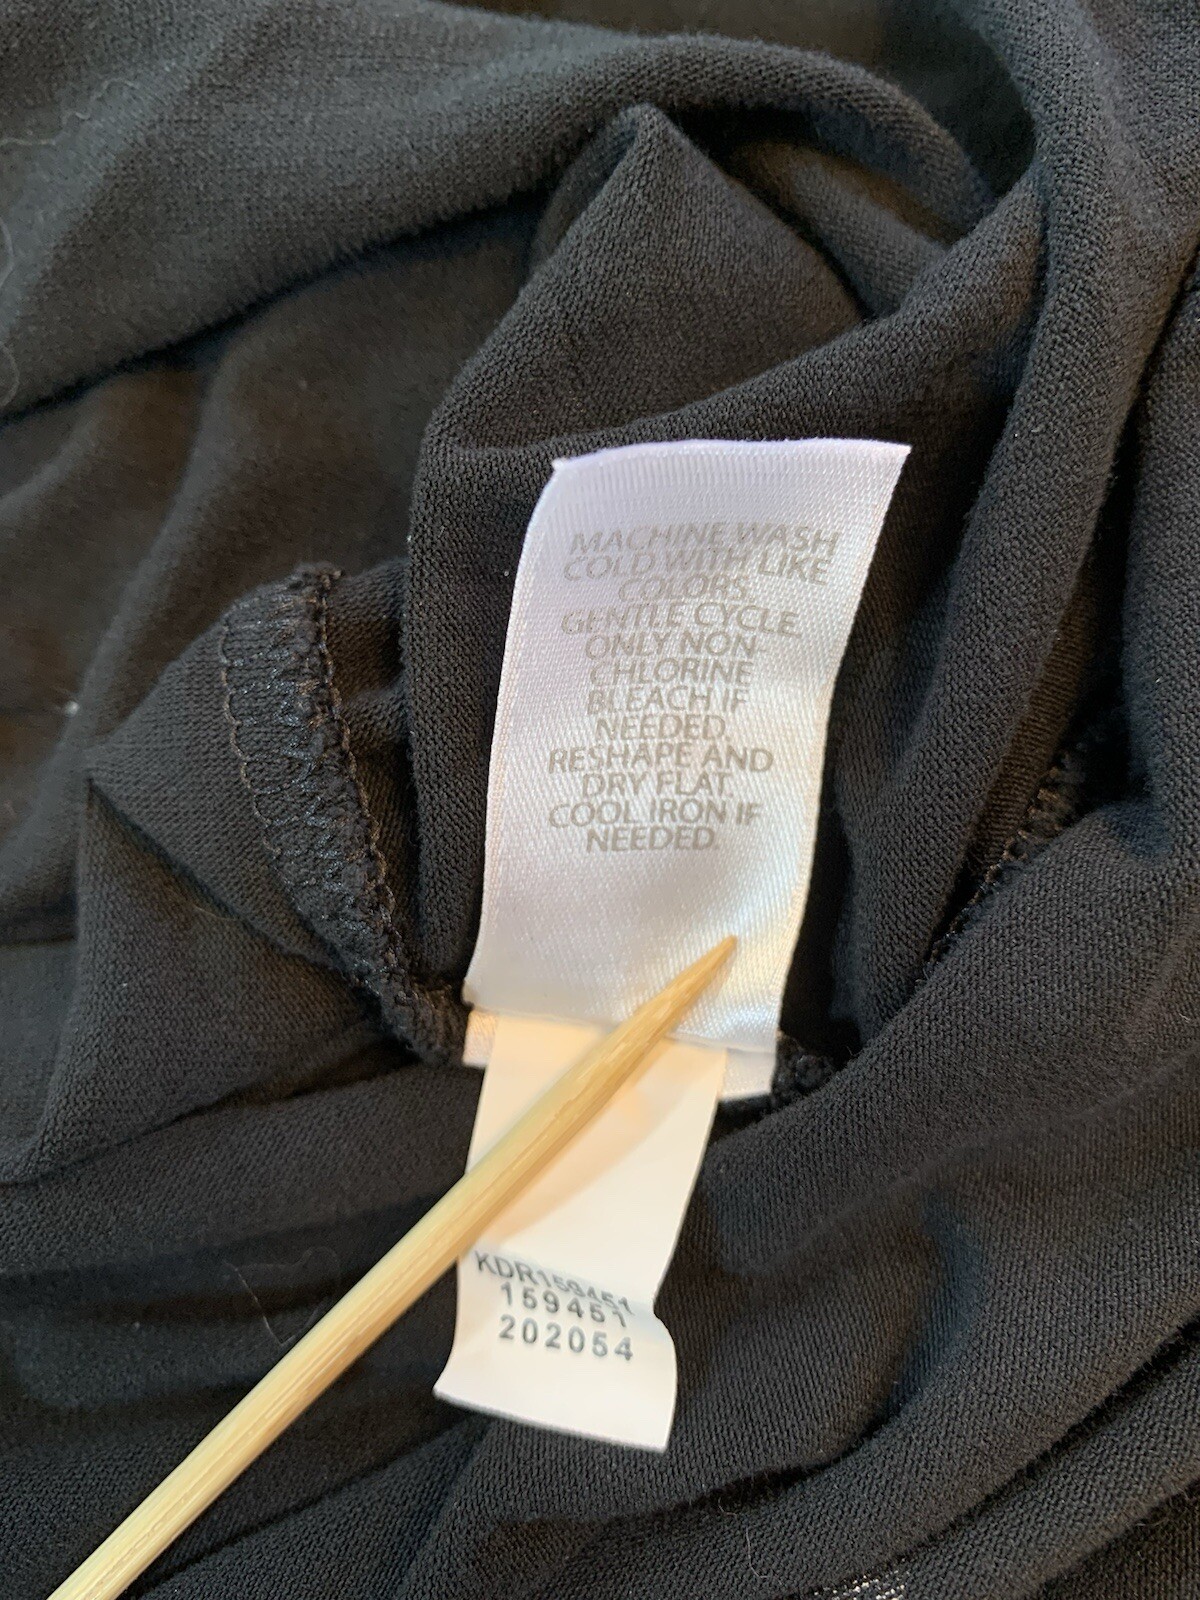 MACHINE WASH
COLD WITH LIKE
COLORS.
GENTLE CYCLE.
ONLY NON-
CHLORINE
BLEACH IF
NEEDED.
RESHAPE AND
DRY FLAT.
COOL IRON IF
NEEDED.
KDR159451
159451
202054